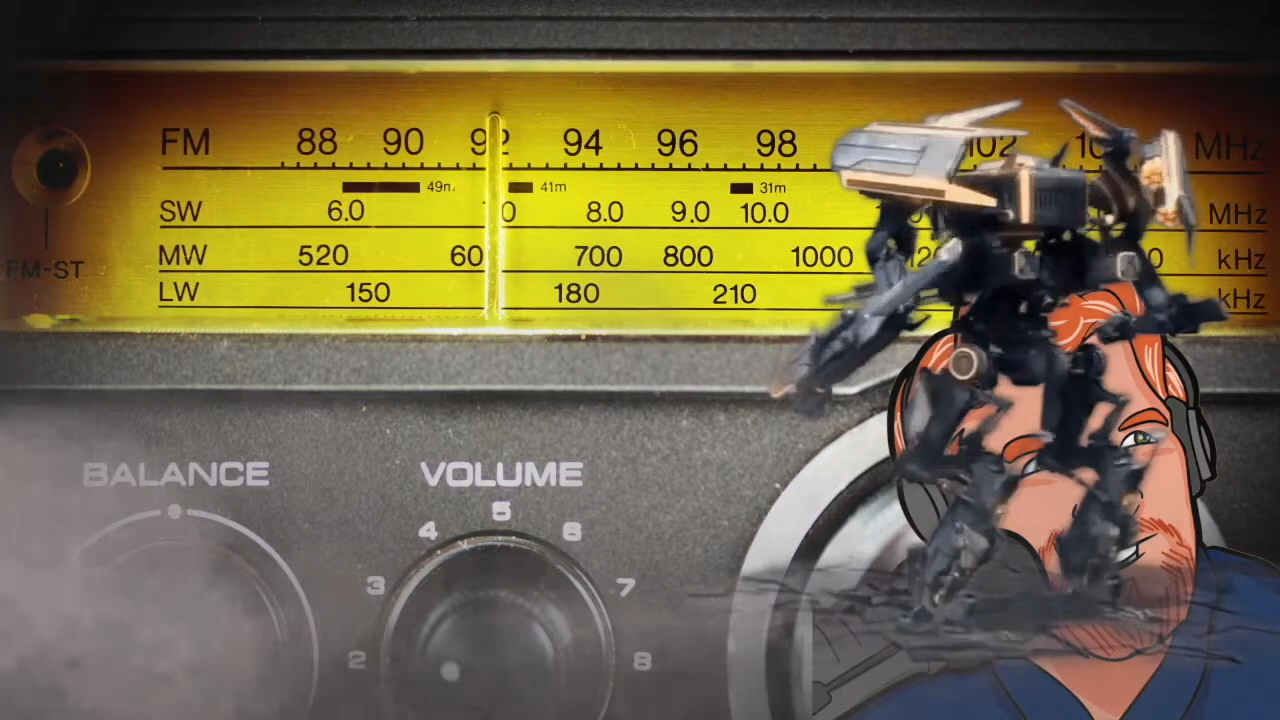 FM 88 90 92 94 96 98 102 MHz
49m 41m 31m
SW 6.0 8.0 9.0 10.0 MHz
MW 520 700 800 1000 kHz
LW 150 180 210 kHz
FM-ST
BALANCE VOLUME
5
4 6
3 7
2 8